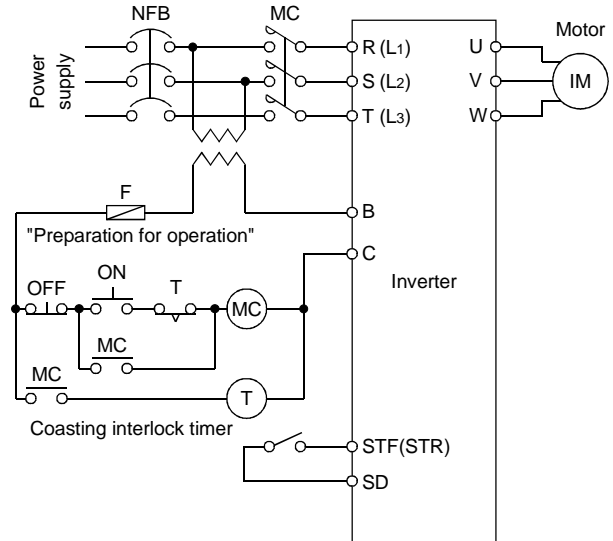 NFB
MC
Power supply
R (L1)
S (L2)
T (L3)
U
V
W
Motor
IM
F
B
"Preparation for operation"
C
Inverter
OFF
ON
T
MC
MC
MC
T
Coasting interlock timer
STF(STR)
SD